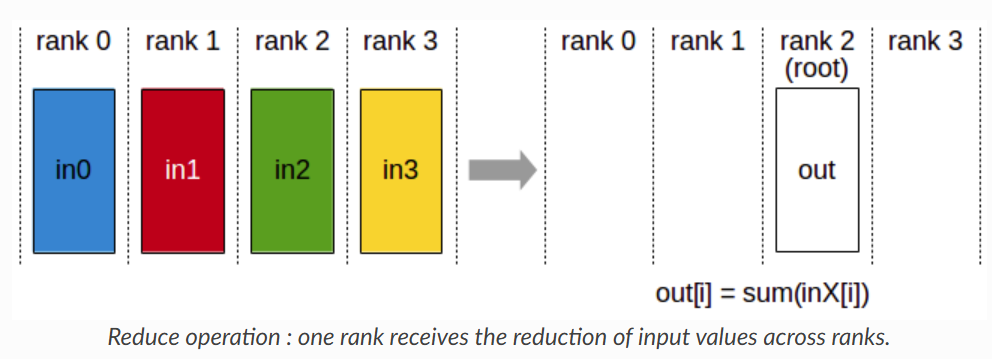 rank 0 rank 1 rank 2 rank 3 rank 0 rank 1 rank 2 rank 3
(root)
in0 in1 in2 in3 out
out[i] = sum(inX[i])
Reduce operation : one rank receives the reduction of input values across ranks.